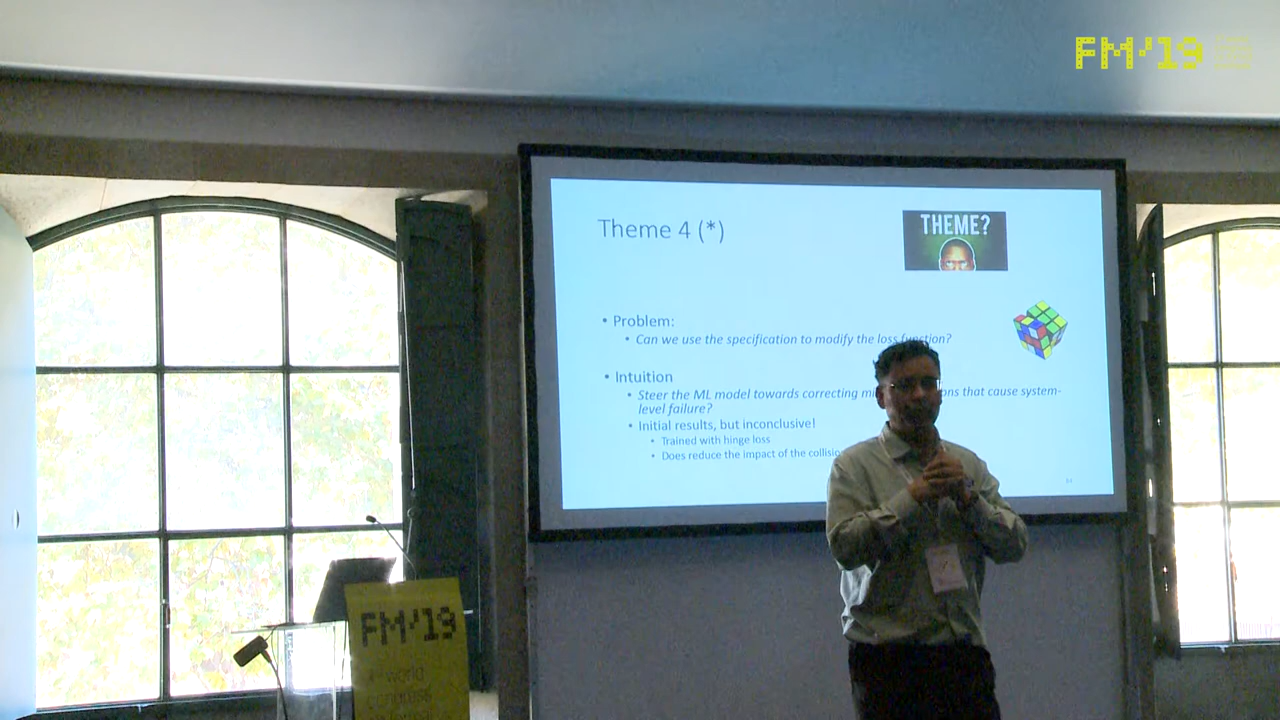 FM'19
Theme 4 (*)
THEME?
• Problem:
• Can we use the specification to modify the loss function?
• Intuition
• Steer the ML model towards correcting that cause system-
level failure?
• Initial results, but inconclusive!
• Trained with hinge loss
• Does reduce the impact of the
FM'19
world
congress